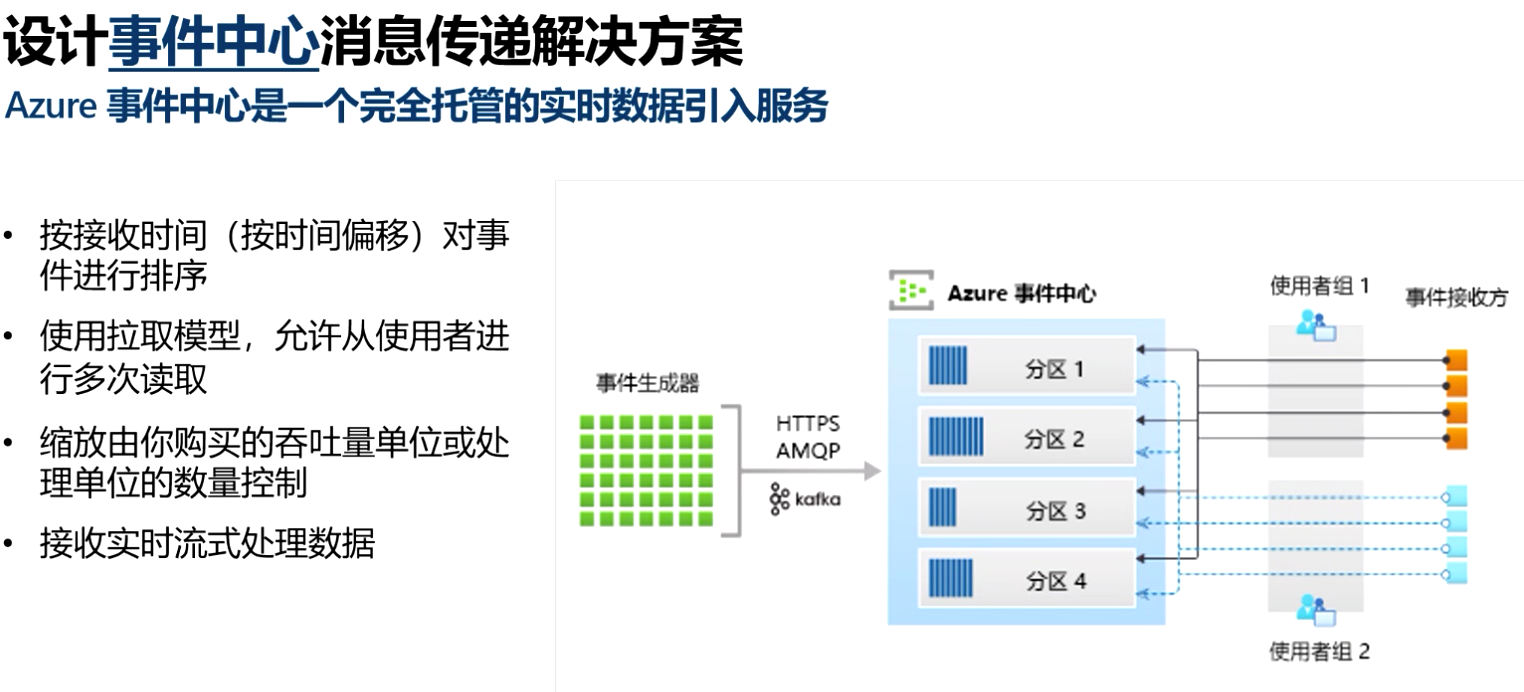 设计事件中心消息传递解决方案
Azure 事件中心是一个完全托管的实时数据引入服务
• 按接收时间（按时间偏移）对事
件进行排序
• 使用拉取模型，允许从使用者进
行多次读取
• 缩放由你购买的吞吐量单位或处
理单位的数量控制
• 接收实时流式处理数据
事件生成器
HTTPS
AMQP
kafka
Azure 事件中心
分区 1
分区 2
分区 3
分区 4
使用者组 1
事件接收方
使用者组 2